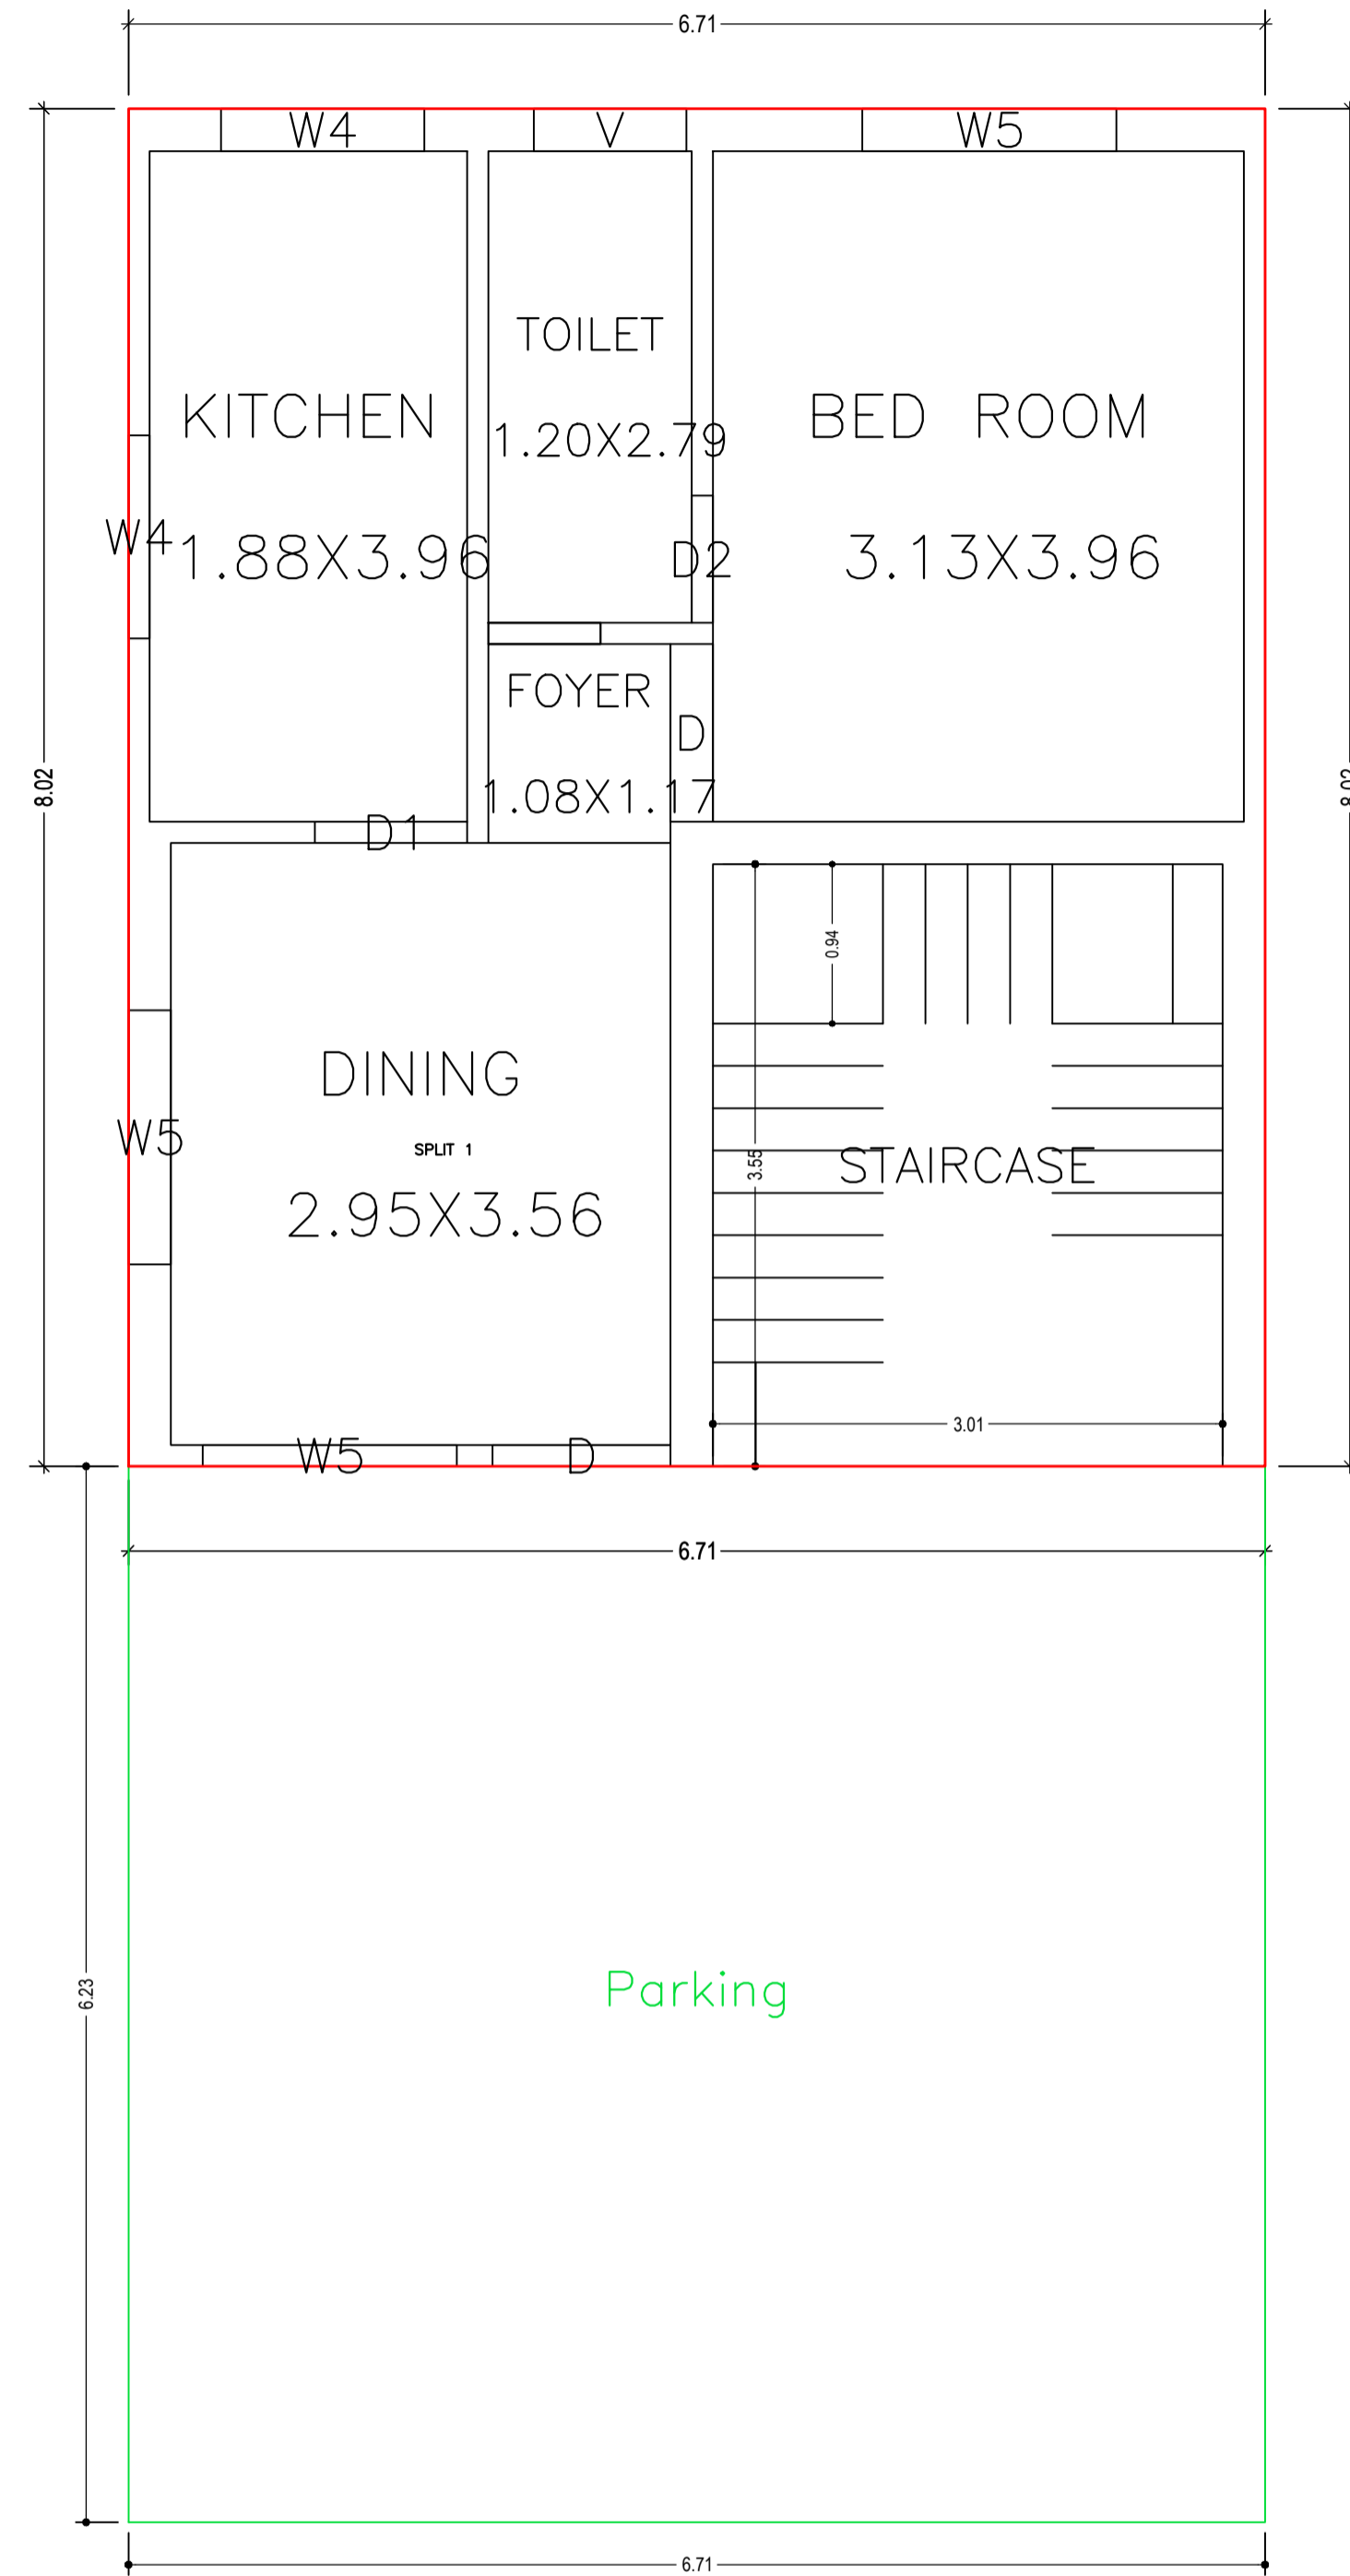 6.71
W4
V
W5
TOILET
1.20X2.79
KITCHEN
1.88X3.96
BED ROOM
3.13X3.96
W4
D2
FOYER
1.08X1.17
D
8.02
8.02
D1
0.94
DINING
SPLIT 1
2.95X3.56
W5
3.55
STAIRCASE
3.01
W5
D
6.71
6.23
Parking
6.71